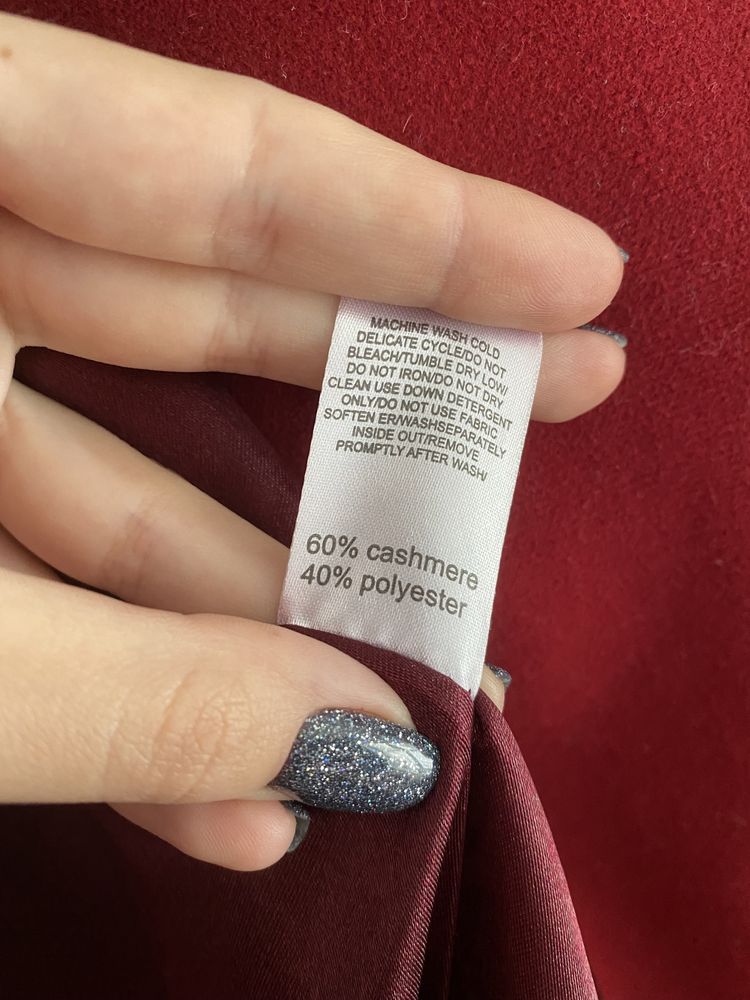 MACHINE WASH COLD
DELICATE CYCLE/DO NOT
BLEACH/TUMBLE DRY LOW/
DO NOT IRON/DO NOT DRY
CLEAN USE DOWN DETERGENT
ONLY/DO NOT USE FABRIC
SOFTEN ER/WASHSEPARATELY
INSIDE OUT/REMOVE
PROMPTLY AFTER WASH/
60% cashmere
40% polyester